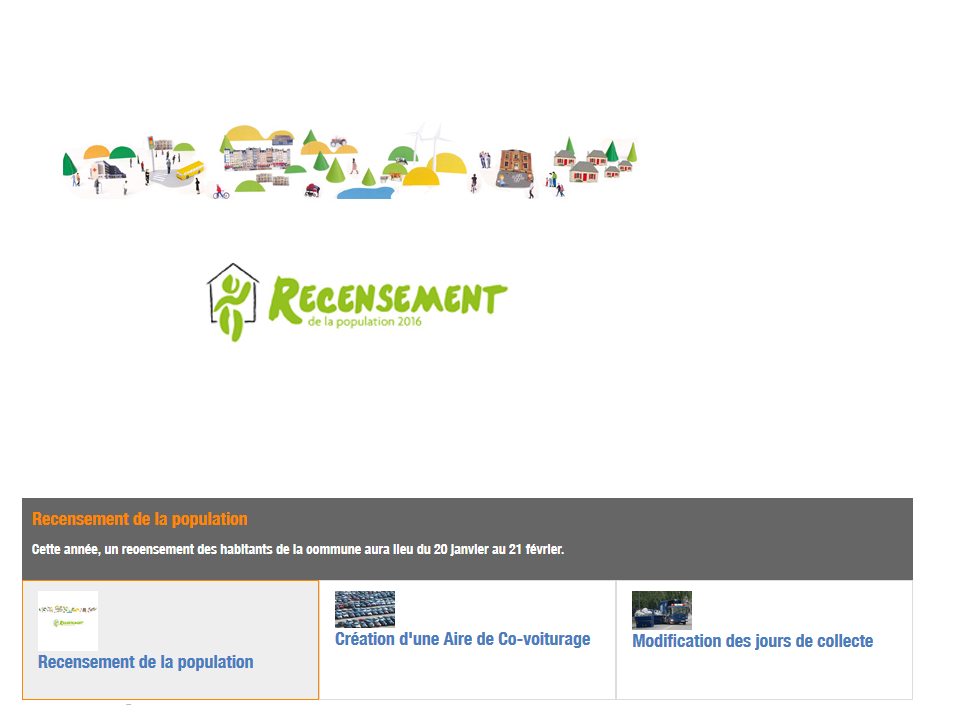 RECENSEMENT
de la population 2016
Recensement de la population
Cette année, un recensement des habitants de la commune aura lieu du 20 janvier au 21 février.
Recensement de la population
Création d'une Aire de Co-voiturage
Modification des jours de collecte